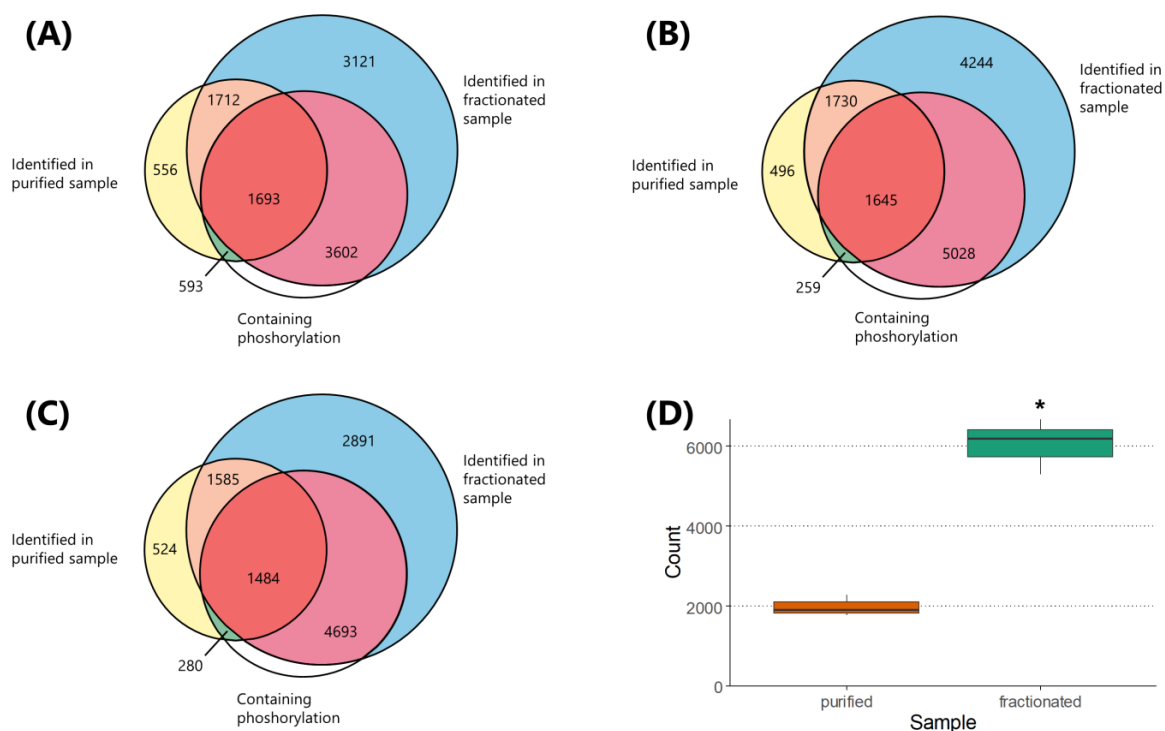 (A)
3121
Identified in
fractionated
sample
1712
Identified in
purified sample
556
1693
3602
593
Containing
phoshorylation
(B)
4244
Identified in
fractionated
sample
1730
Identified in
purified sample
496
1645
5028
259
Containing
phoshorylation
(C)
2891
Identified in
fractionated
sample
1585
Identified in
purified sample
524
1484
4693
280
Containing
phoshorylation
(D)
*
6000
4000
2000
0
Count
purified
fractionated
Sample